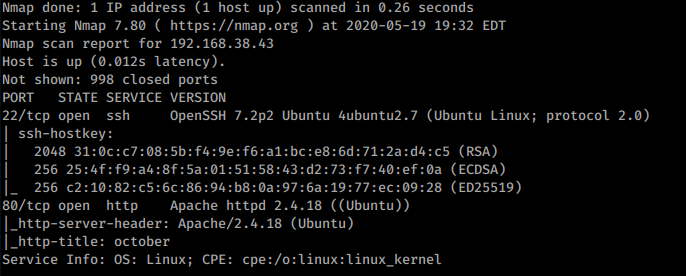 Nmap done: 1 IP address (1 host up) scanned in 0.26 seconds
Starting Nmap 7.80 ( https://nmap.org ) at 2020-05-19 19:32 EDT
Nmap scan report for 192.168.38.43
Host is up (0.012s latency).
Not shown: 998 closed ports
PORT   STATE SERVICE VERSION
22/tcp open  ssh     OpenSSH 7.2p2 Ubuntu 4ubuntu2.7 (Ubuntu Linux; protocol 2.0)
| ssh-hostkey:
|   2048 31:0c:c7:08:5b:f4:9e:f6:a1:bc:e8:6d:71:2a:d4:c5 (RSA)
|   256 25:4f:f9:a4:8f:5a:01:51:58:43:d2:73:f7:40:ef:0a (ECDSA)
|_  256 c2:10:82:c5:6c:86:94:b8:0a:97:6a:19:77:ec:09:28 (ED25519)
80/tcp open  http    Apache httpd 2.4.18 ((Ubuntu))
|_http-server-header: Apache/2.4.18 (Ubuntu)
|_http-title: october
Service Info: OS: Linux; CPE: cpe:/o:linux:linux_kernel